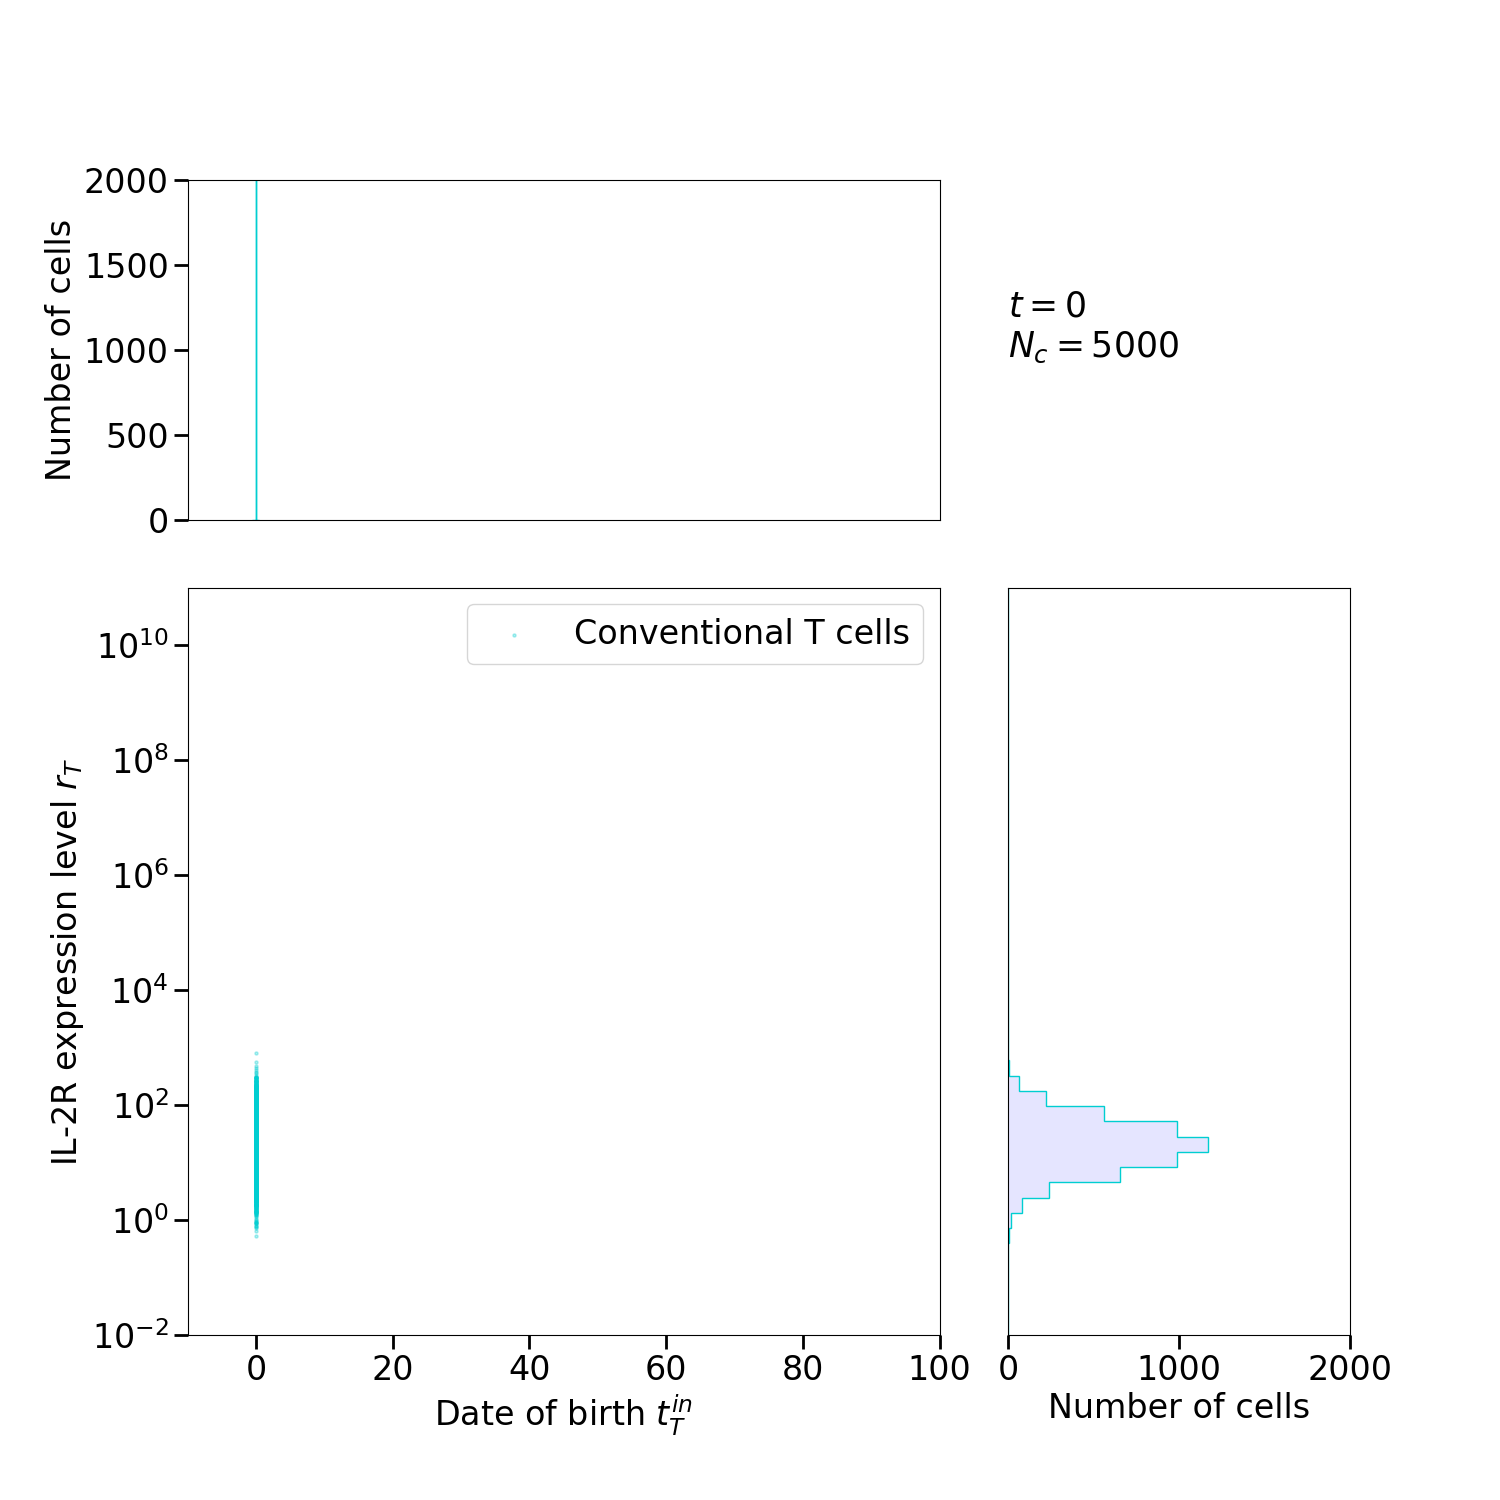 Number of cells
2000
1500
1000
500
0
t = 0
N_c = 5000
Conventional T cells
IL-2R expression level r_T
10^10
10^8
10^6
10^4
10^2
10^0
10^−2
0 20 40 60 80 100
Date of birth t_T^in
0 1000 2000
Number of cells